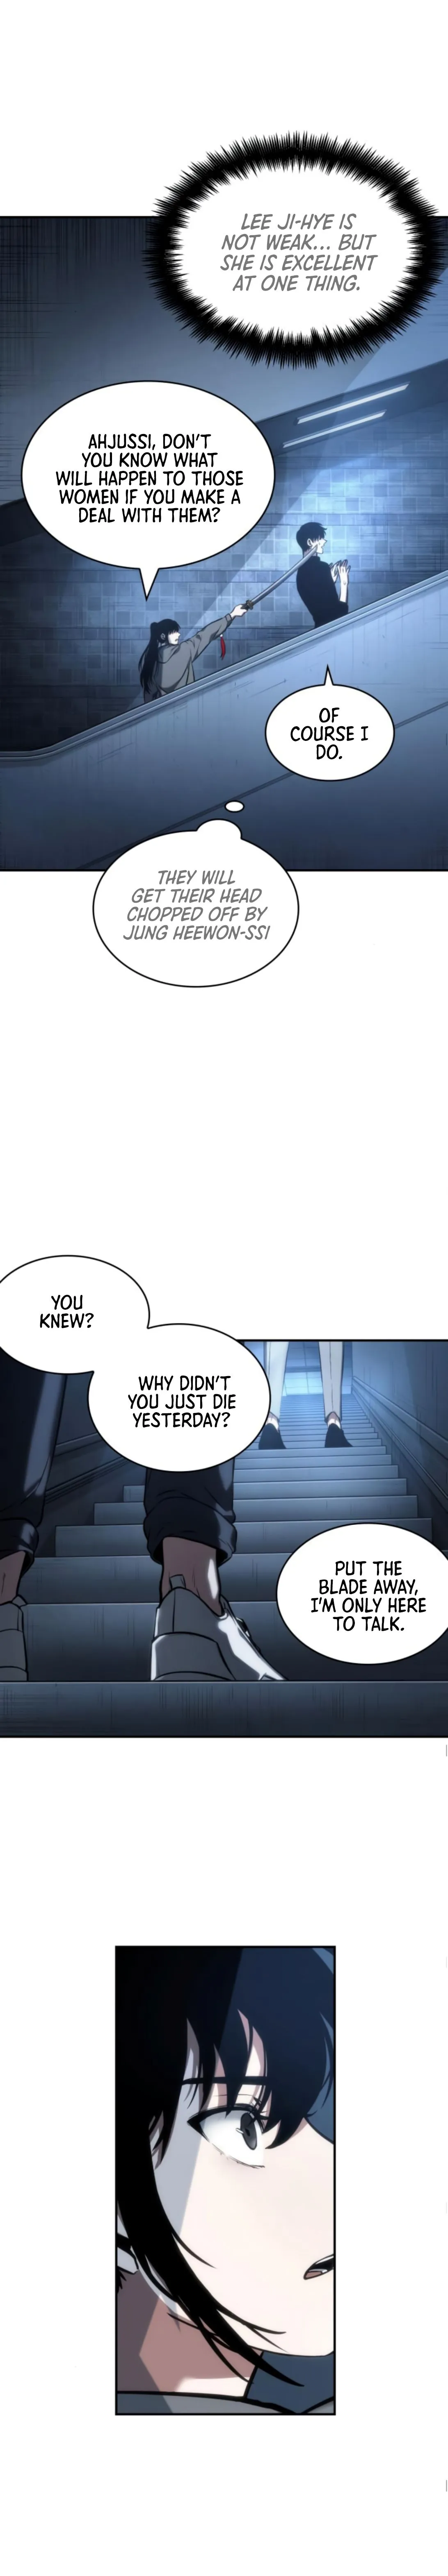 LEE JI-HYE IS
NOT WEAK... BUT
SHE IS EXCELLENT
AT ONE THING.
AHJUSSI, DON'T
YOU KNOW WHAT
WILL HAPPEN TO THOSE
WOMEN IF YOU MAKE A
DEAL WITH THEM?
OF
COURSE I
DO.
THEY WILL
GET THEIR HEAD
CHOPPED OFF BY
JUNG HEEWON-SSI
YOU
KNEW?
WHY DIDN'T
YOU JUST DIE
YESTERDAY?
PUT THE
BLADE AWAY,
I'M ONLY HERE
TO TALK.